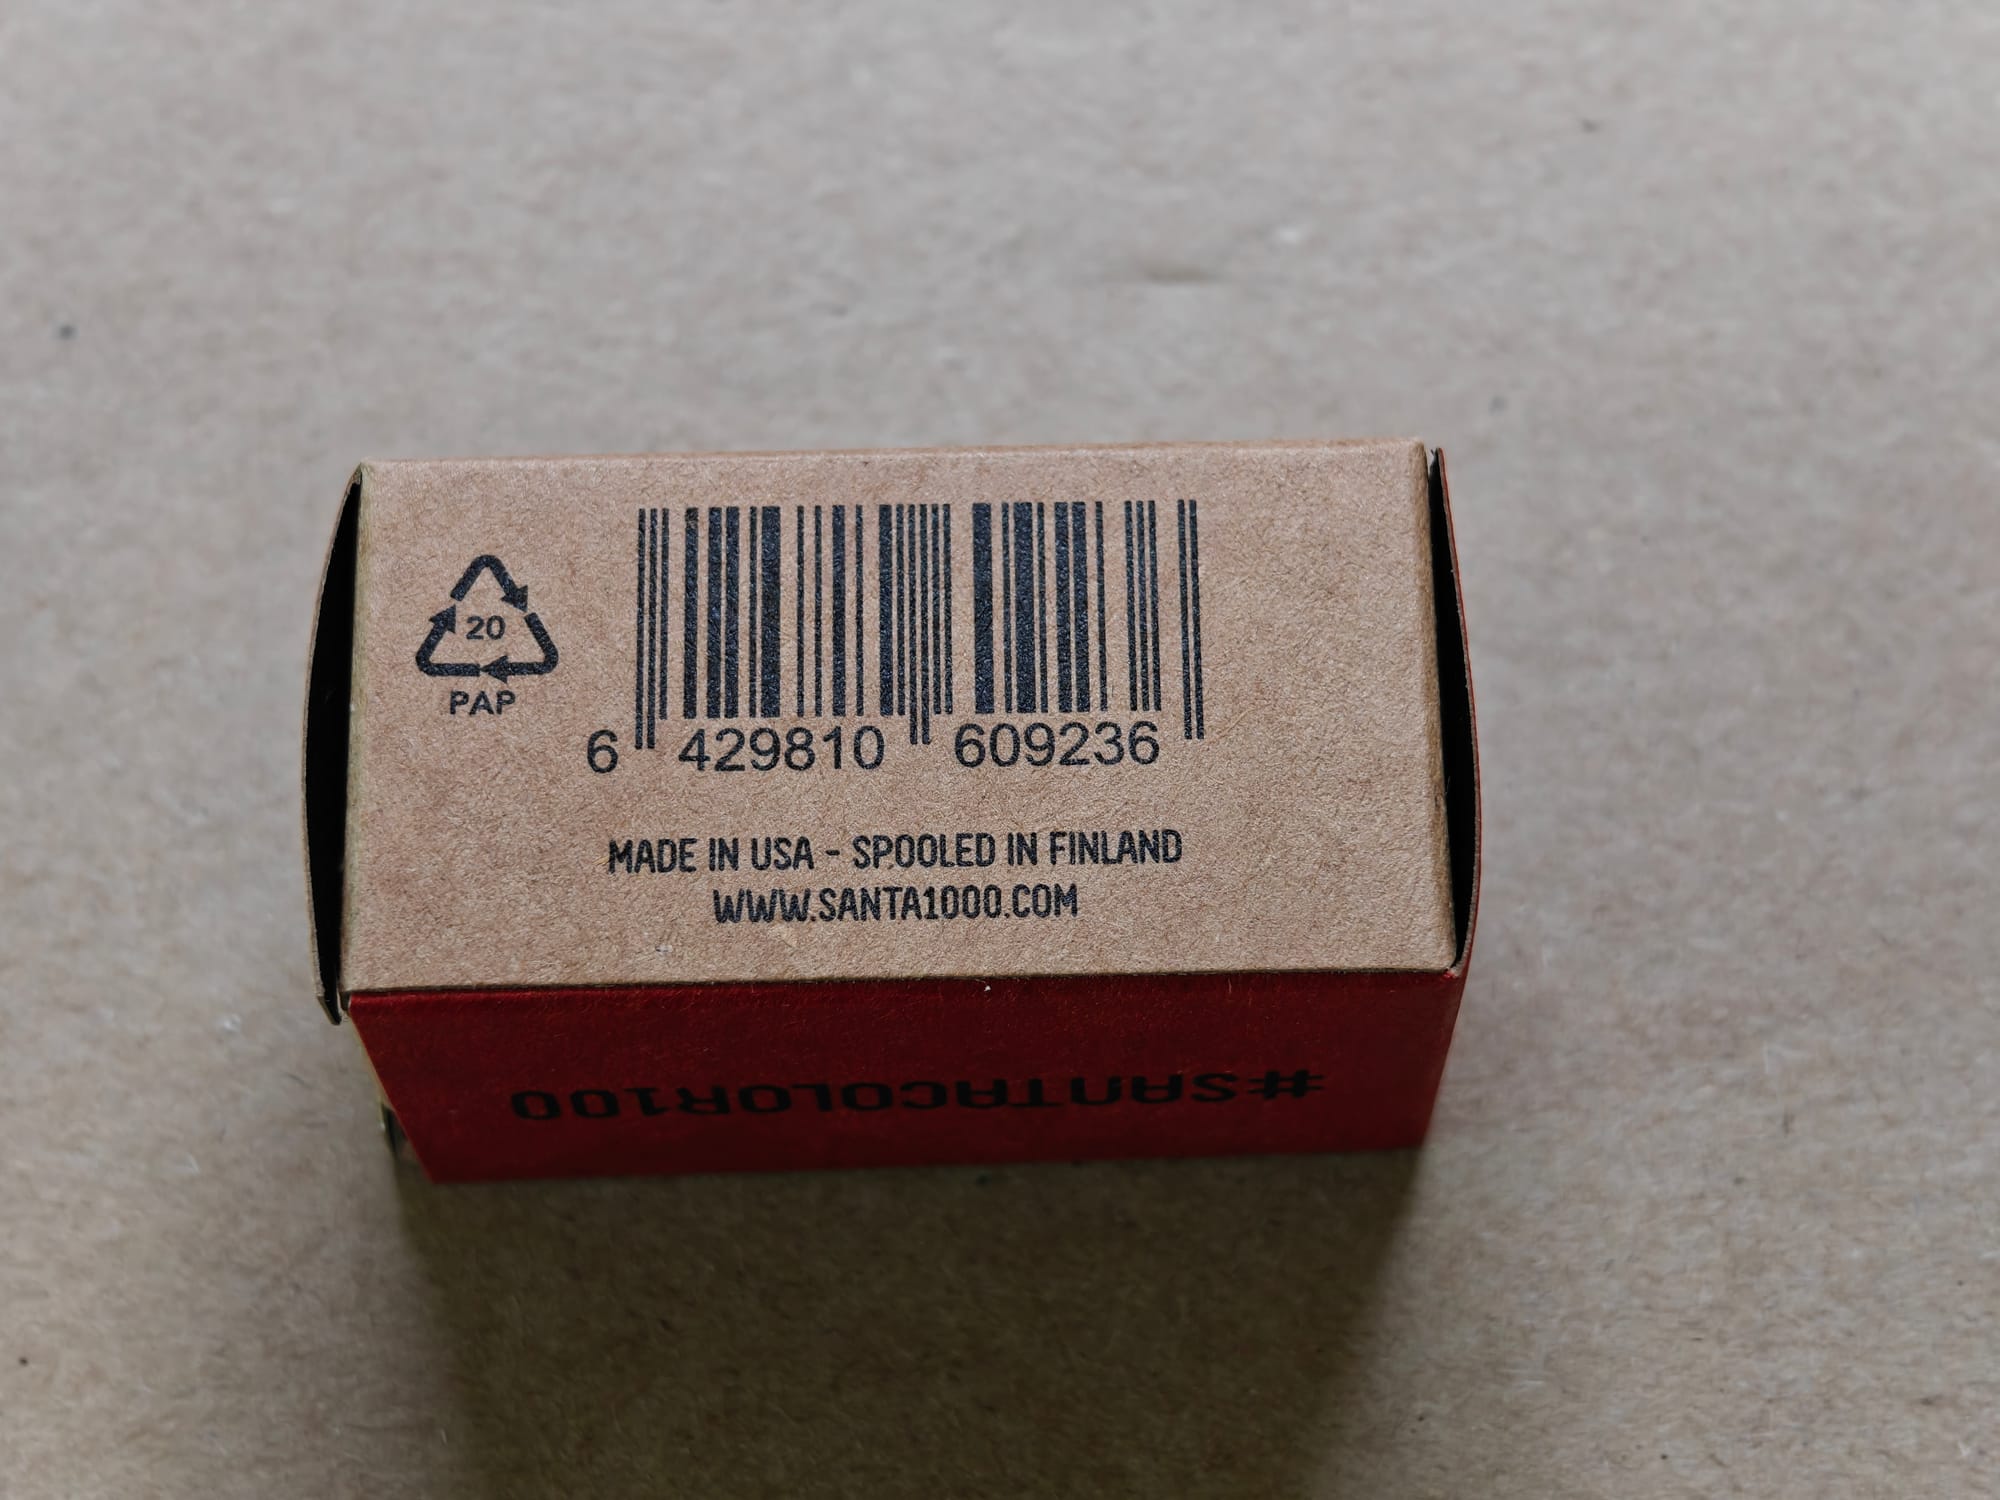 20
PAP
6 429810 609236
MADE IN USA - SPOOLED IN FINLAND
WWW.SANTA1000.COM
#SANTACOLOR100